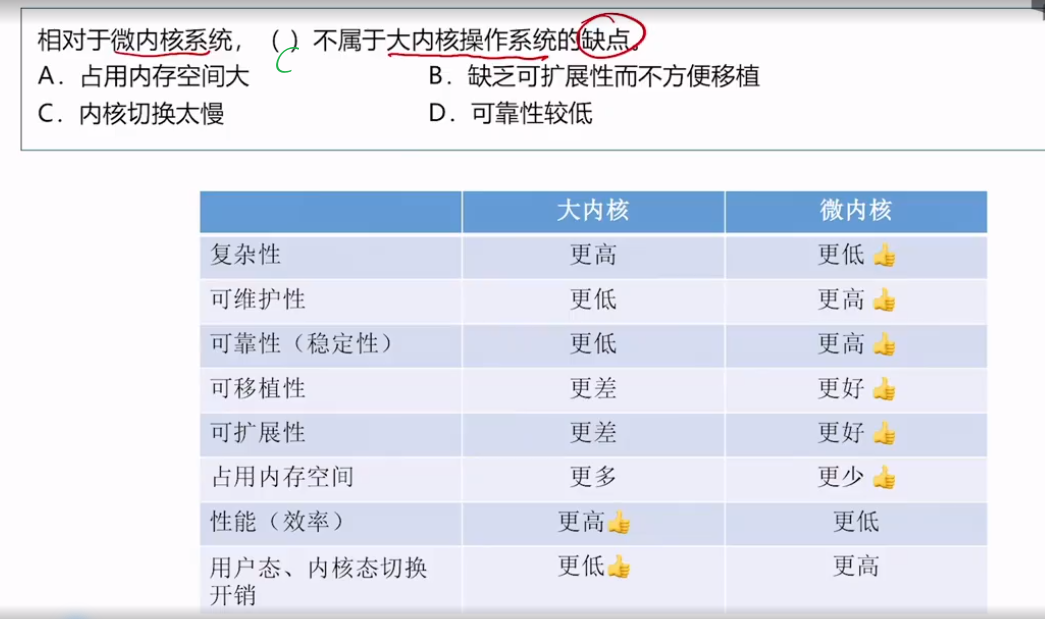 相对于微内核系统，（ ）不属于大内核操作系统的缺点。
C
A．占用内存空间大 B．缺乏可扩展性而不方便移植
C．内核切换太慢 D．可靠性较低
大内核 微内核
复杂性 更高 更低👍
可维护性 更低 更高👍
可靠性（稳定性） 更低 更高👍
可移植性 更差 更好👍
可扩展性 更差 更好👍
占用内存空间 更多 更少👍
性能（效率） 更高👍 更低
用户态、内核态切换 更低👍 更高
开销